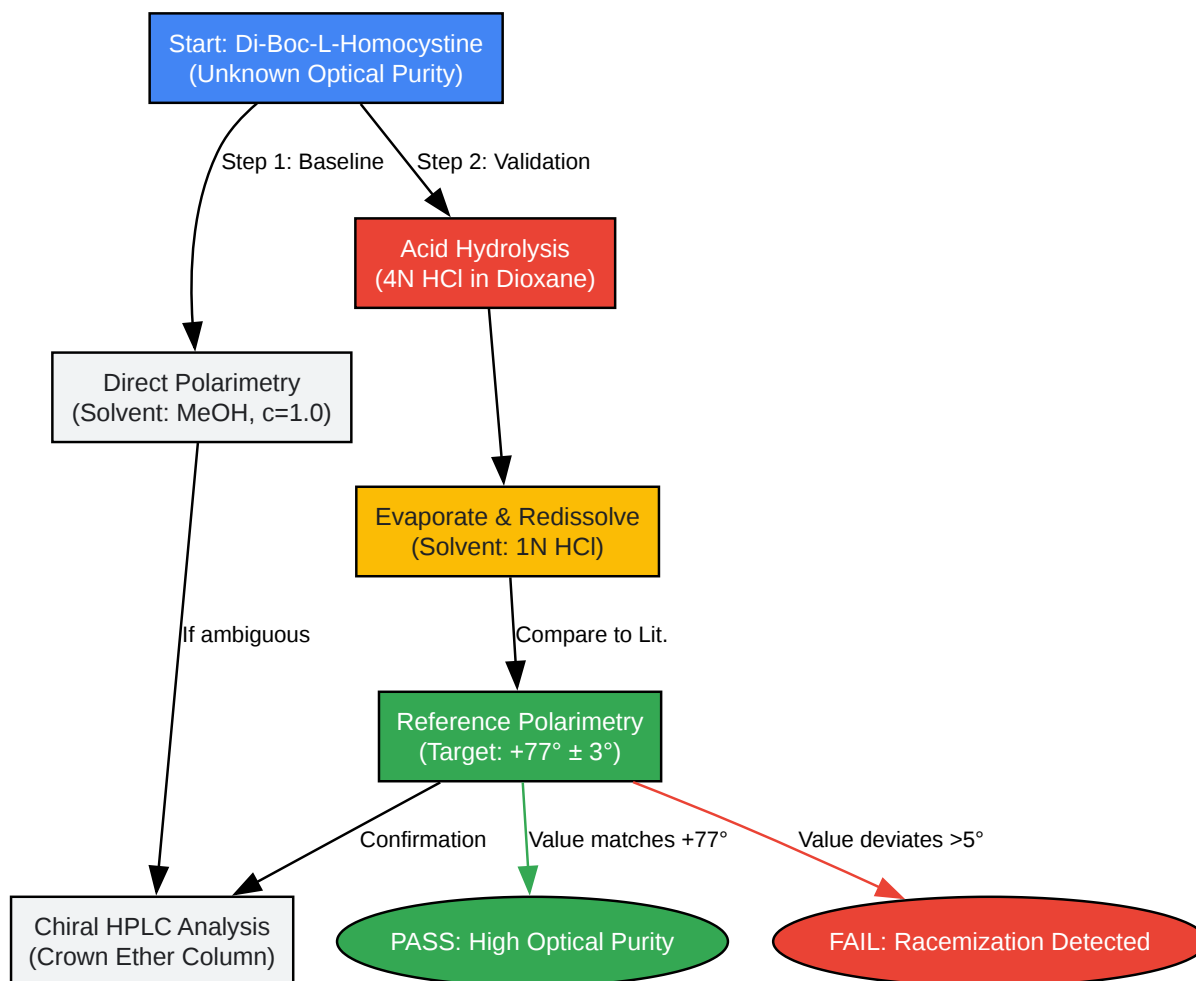 Start: Di-Boc-L-Homocystine
(Unknown Optical Purity)
Step 1: Baseline
Step 2: Validation
Acid Hydrolysis
(4N HCl in Dioxane)
Direct Polarimetry
(Solvent: MeOH, c=1.0)
Evaporate & Redissolve
(Solvent: 1N HCl)
If ambiguous
Compare to Lit.
Reference Polarimetry
(Target: +77° ± 3°)
Confirmation
Value matches +77°
Value deviates >5°
Chiral HPLC Analysis
(Crown Ether Column)
PASS: High Optical Purity
FAIL: Racemization Detected